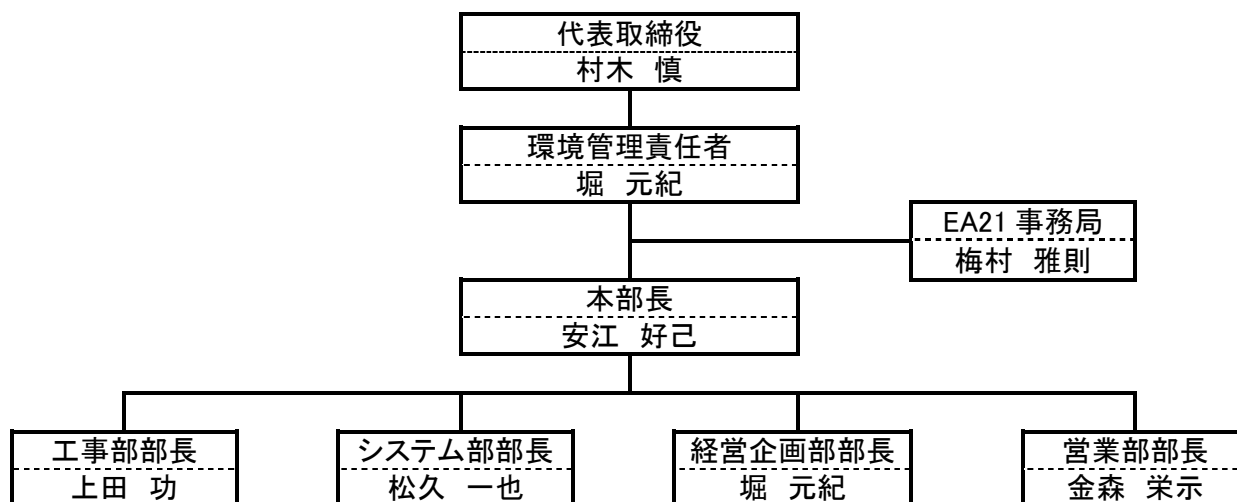 代表取締役
村木 慎
環境管理責任者
堀 元紀
EA21 事務局
梅村 雅則
本部長
安江 好己
工事部部長
上田 功
システム部部長
松久 一也
経営企画部部長
堀 元紀
営業部部長
金森 栄示